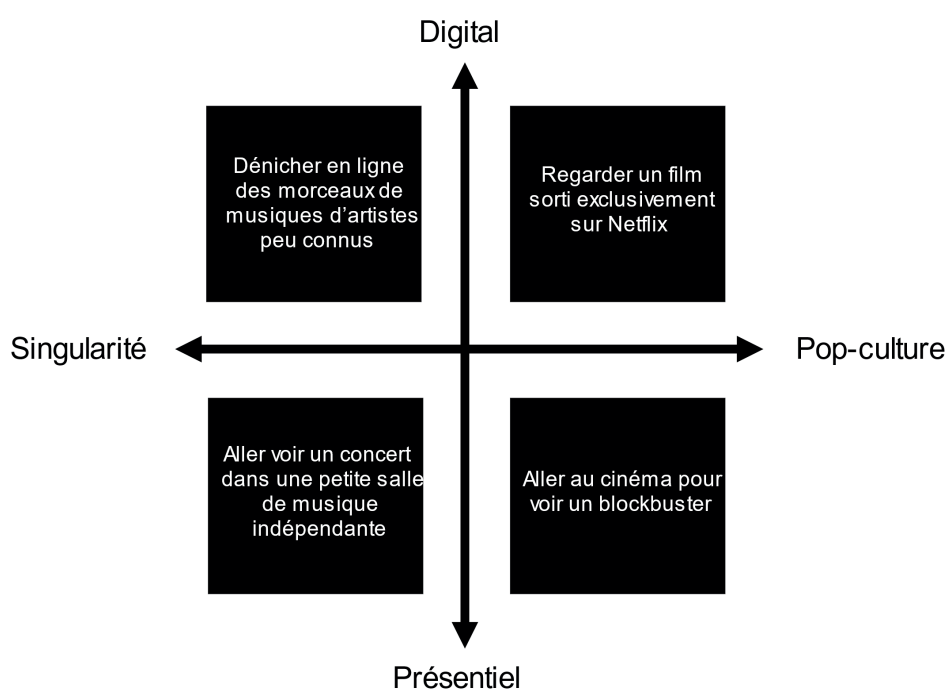 Digital
Dénicher en ligne
des morceaux de
musiques d’artistes
peu connus
Regarder un film
sorti exclusivement
sur Netflix
Singularité
Pop-culture
Aller voir un concert
dans une petite salle
de musique
indépendante
Aller au cinéma pour
voir un blockbuster
Présentiel